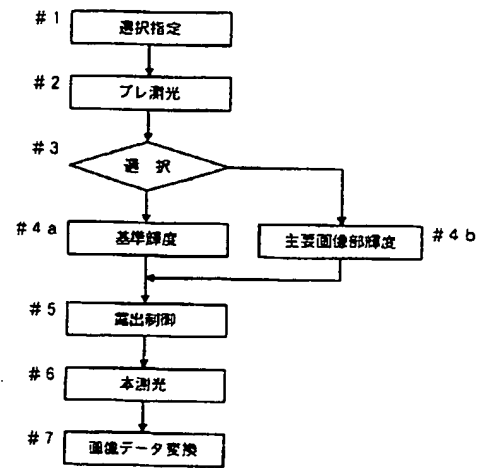 #1
選択指定
#2
プレ測光
#3
選択
#4a
基準輝度
主要画像部輝度
#4b
#5
露出制御
#6
本測光
#7
画像データ変換